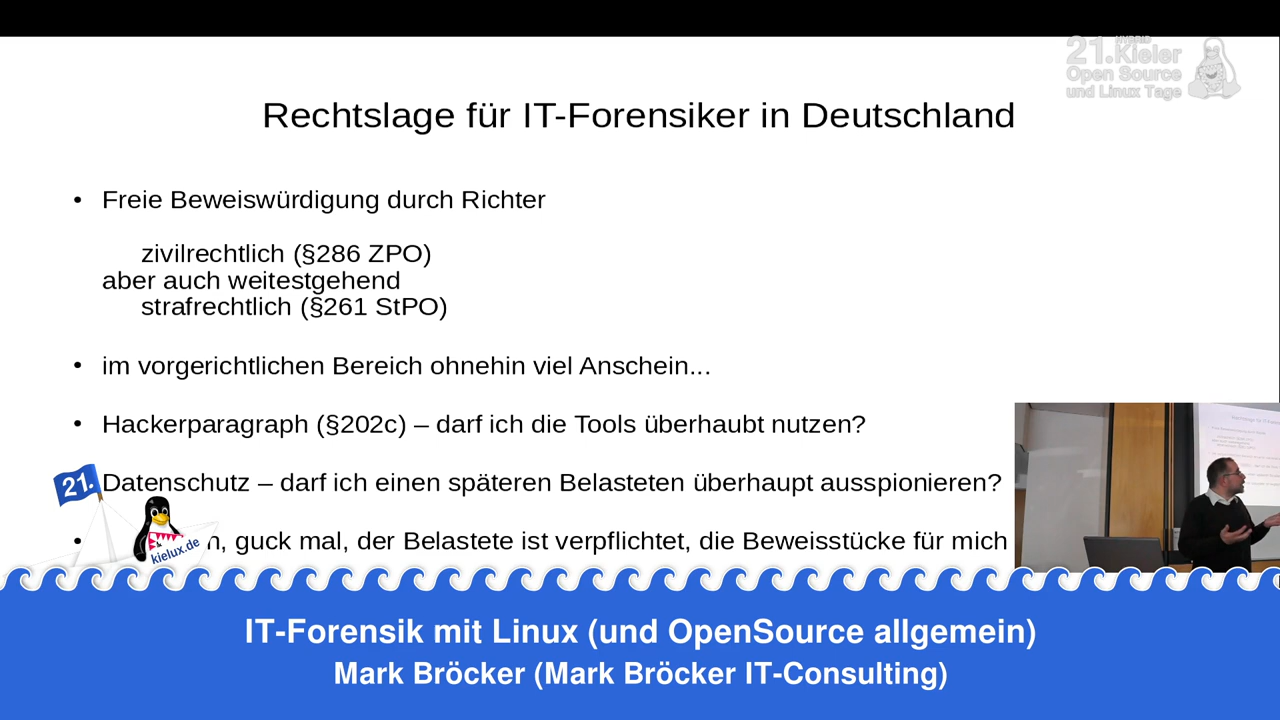 HYBRID
21.Kieler
Open Source
und Linux Tage
Rechtslage für IT-Forensiker in Deutschland
• Freie Beweiswürdigung durch Richter
zivilrechtlich (§286 ZPO)
aber auch weitestgehend
strafrechtlich (§261 StPO)
• im vorgerichtlichen Bereich ohnehin viel Anschein...
• Hackerparagraph (§202c) – darf ich die Tools überhaubt nutzen?
Datenschutz – darf ich einen späteren Belasteten überhaupt ausspionieren?
• guck mal, der Belastete ist verpflichtet, die Beweisstücke für mich
21.
kielux.de
IT-Forensik mit Linux (und OpenSource allgemein)
Mark Bröcker (Mark Bröcker IT-Consulting)